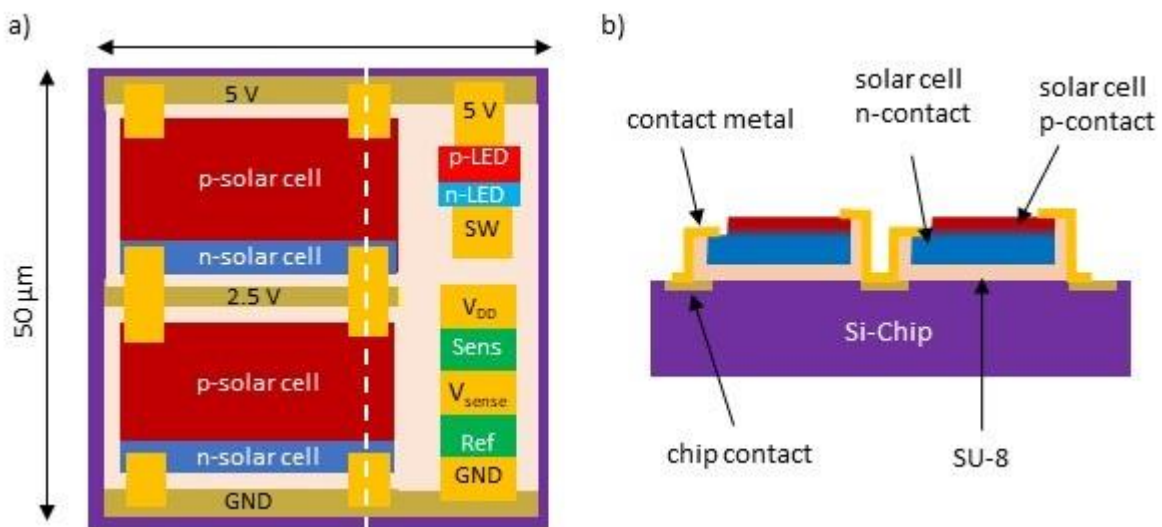 a)
50 µm
5 V
p-solar cell
n-solar cell
2.5 V
p-solar cell
n-solar cell
GND
5 V
p-LED
n-LED
SW
V_DD
Sens
V_sense
Ref
GND
b)
contact metal
solar cell
n-contact
solar cell
p-contact
Si-Chip
chip contact
SU-8